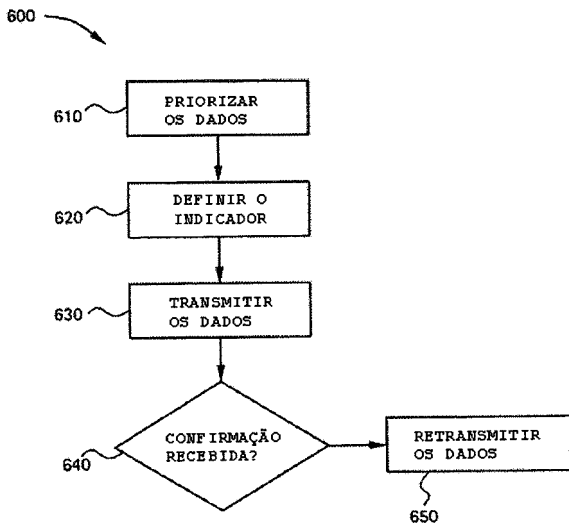 600
PRIORIZAR
OS DADOS
610
DEFINIR O
INDICADOR
620
TRANSMITIR
OS DADOS
630
CONFIRMAÇÃO
RECEBIDA?
640
RETRANSMITIR
OS DADOS
650